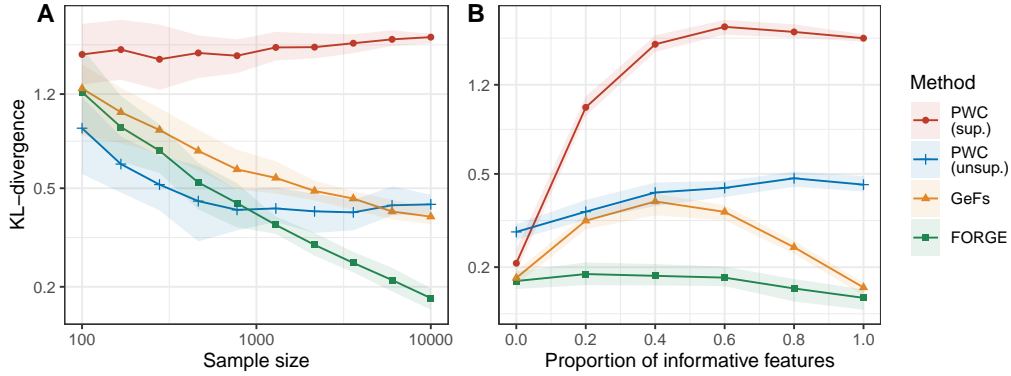 A
KL−divergence
1.2
0.5
0.2
100
1000
10000
Sample size
B
1.2
0.5
0.2
0.0
0.2
0.4
0.6
0.8
1.0
Proportion of informative features
Method
PWC
(sup.)
PWC
(unsup.)
GeFs
FORGE